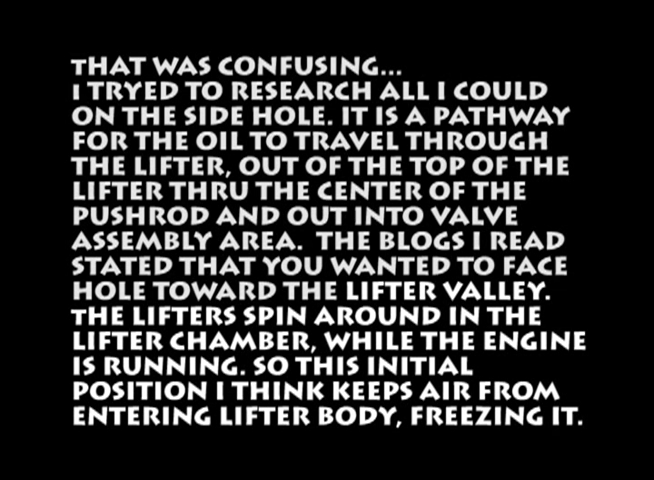 THAT WAS CONFUSING...
I TRYED TO RESEARCH ALL I COULD
ON THE SIDE HOLE. IT IS A PATHWAY
FOR THE OIL TO TRAVEL THROUGH
THE LIFTER, OUT OF THE TOP OF THE
LIFTER THRU THE CENTER OF THE
PUSHROD AND OUT INTO VALVE
ASSEMBLY AREA.  THE BLOGS I READ
STATED THAT YOU WANTED TO FACE
HOLE TOWARD THE LIFTER VALLEY.
THE LIFTERS SPIN AROUND IN THE
LIFTER CHAMBER, WHILE THE ENGINE
IS RUNNING. SO THIS INITIAL
POSITION I THINK KEEPS AIR FROM
ENTERING LIFTER BODY, FREEZING IT.